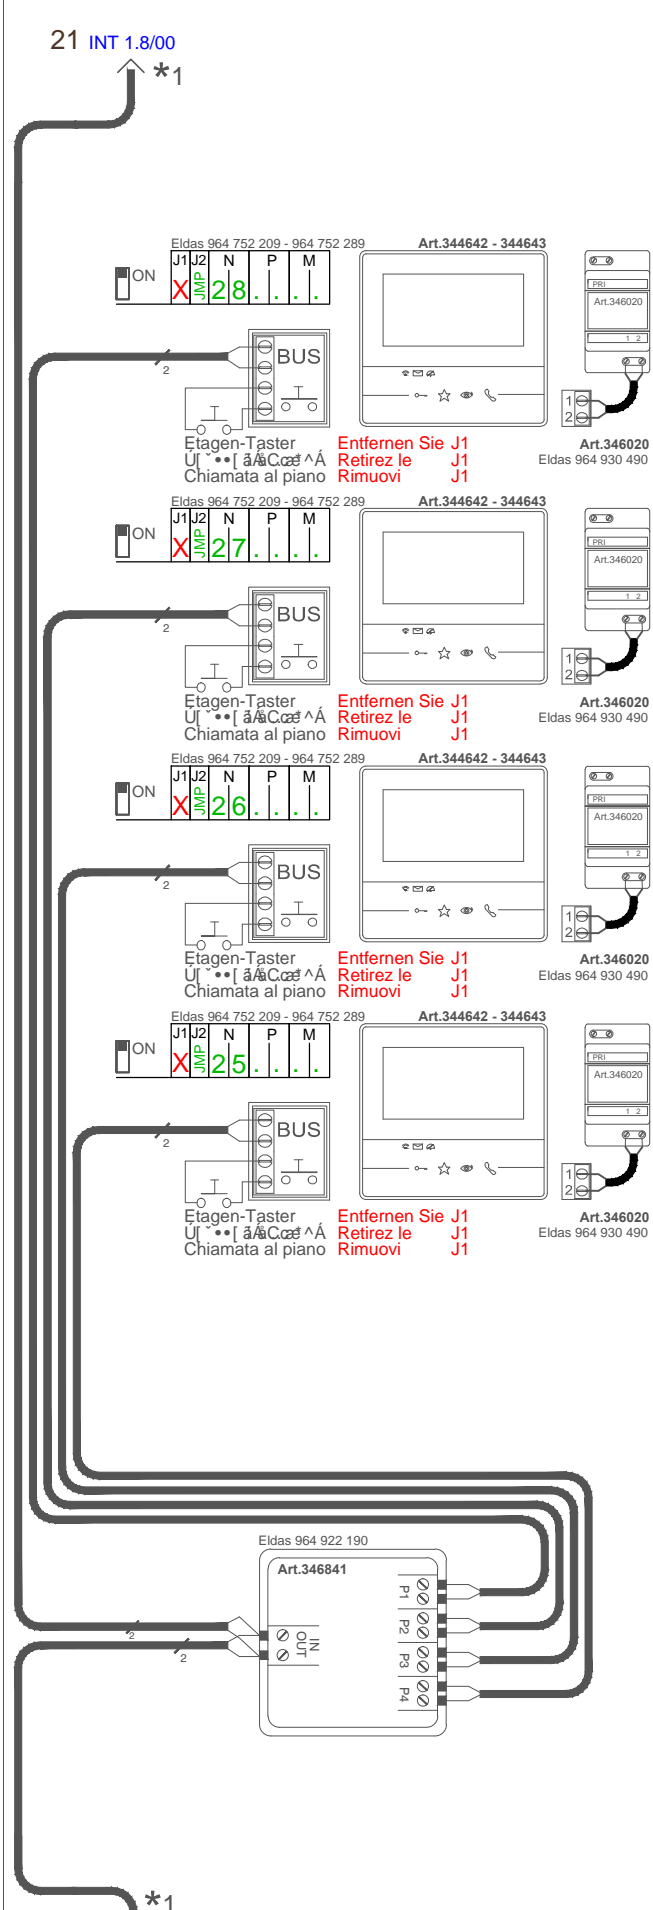 21 INT 1.8/00
*1
Eldas 964 752 209 - 964 752 289
Art.344642 - 344643
J1 J2 N P M
ON
X JMP 2 8 . . . .
PRI
Art.346020
1 2
BUS
2
1
2
Etagen-Taster
Entfernen Sie J1
Retirez le J1
Chiamata al piano
Rimuovi J1
Art.346020
Eldas 964 930 490
Eldas 964 752 209 - 964 752 289
Art.344642 - 344643
J1 J2 N P M
ON
X JMP 2 7 . . . .
PRI
Art.346020
1 2
BUS
2
1
2
Etagen-Taster
Entfernen Sie J1
Retirez le J1
Chiamata al piano
Rimuovi J1
Art.346020
Eldas 964 930 490
Eldas 964 752 209 - 964 752 289
Art.344642 - 344643
J1 J2 N P M
ON
X JMP 2 6 . . . .
PRI
Art.346020
1 2
BUS
2
1
2
Etagen-Taster
Entfernen Sie J1
Retirez le J1
Chiamata al piano
Rimuovi J1
Art.346020
Eldas 964 930 490
Eldas 964 752 209 - 964 752 289
Art.344642 - 344643
J1 J2 N P M
ON
X JMP 2 5 . . . .
PRI
Art.346020
1 2
BUS
2
1
2
Etagen-Taster
Entfernen Sie J1
Retirez le J1
Chiamata al piano
Rimuovi J1
Art.346020
Eldas 964 930 490
Eldas 964 922 190
Art.346841
P1
P2
P3
P4
IN
OUT
2
2
*1